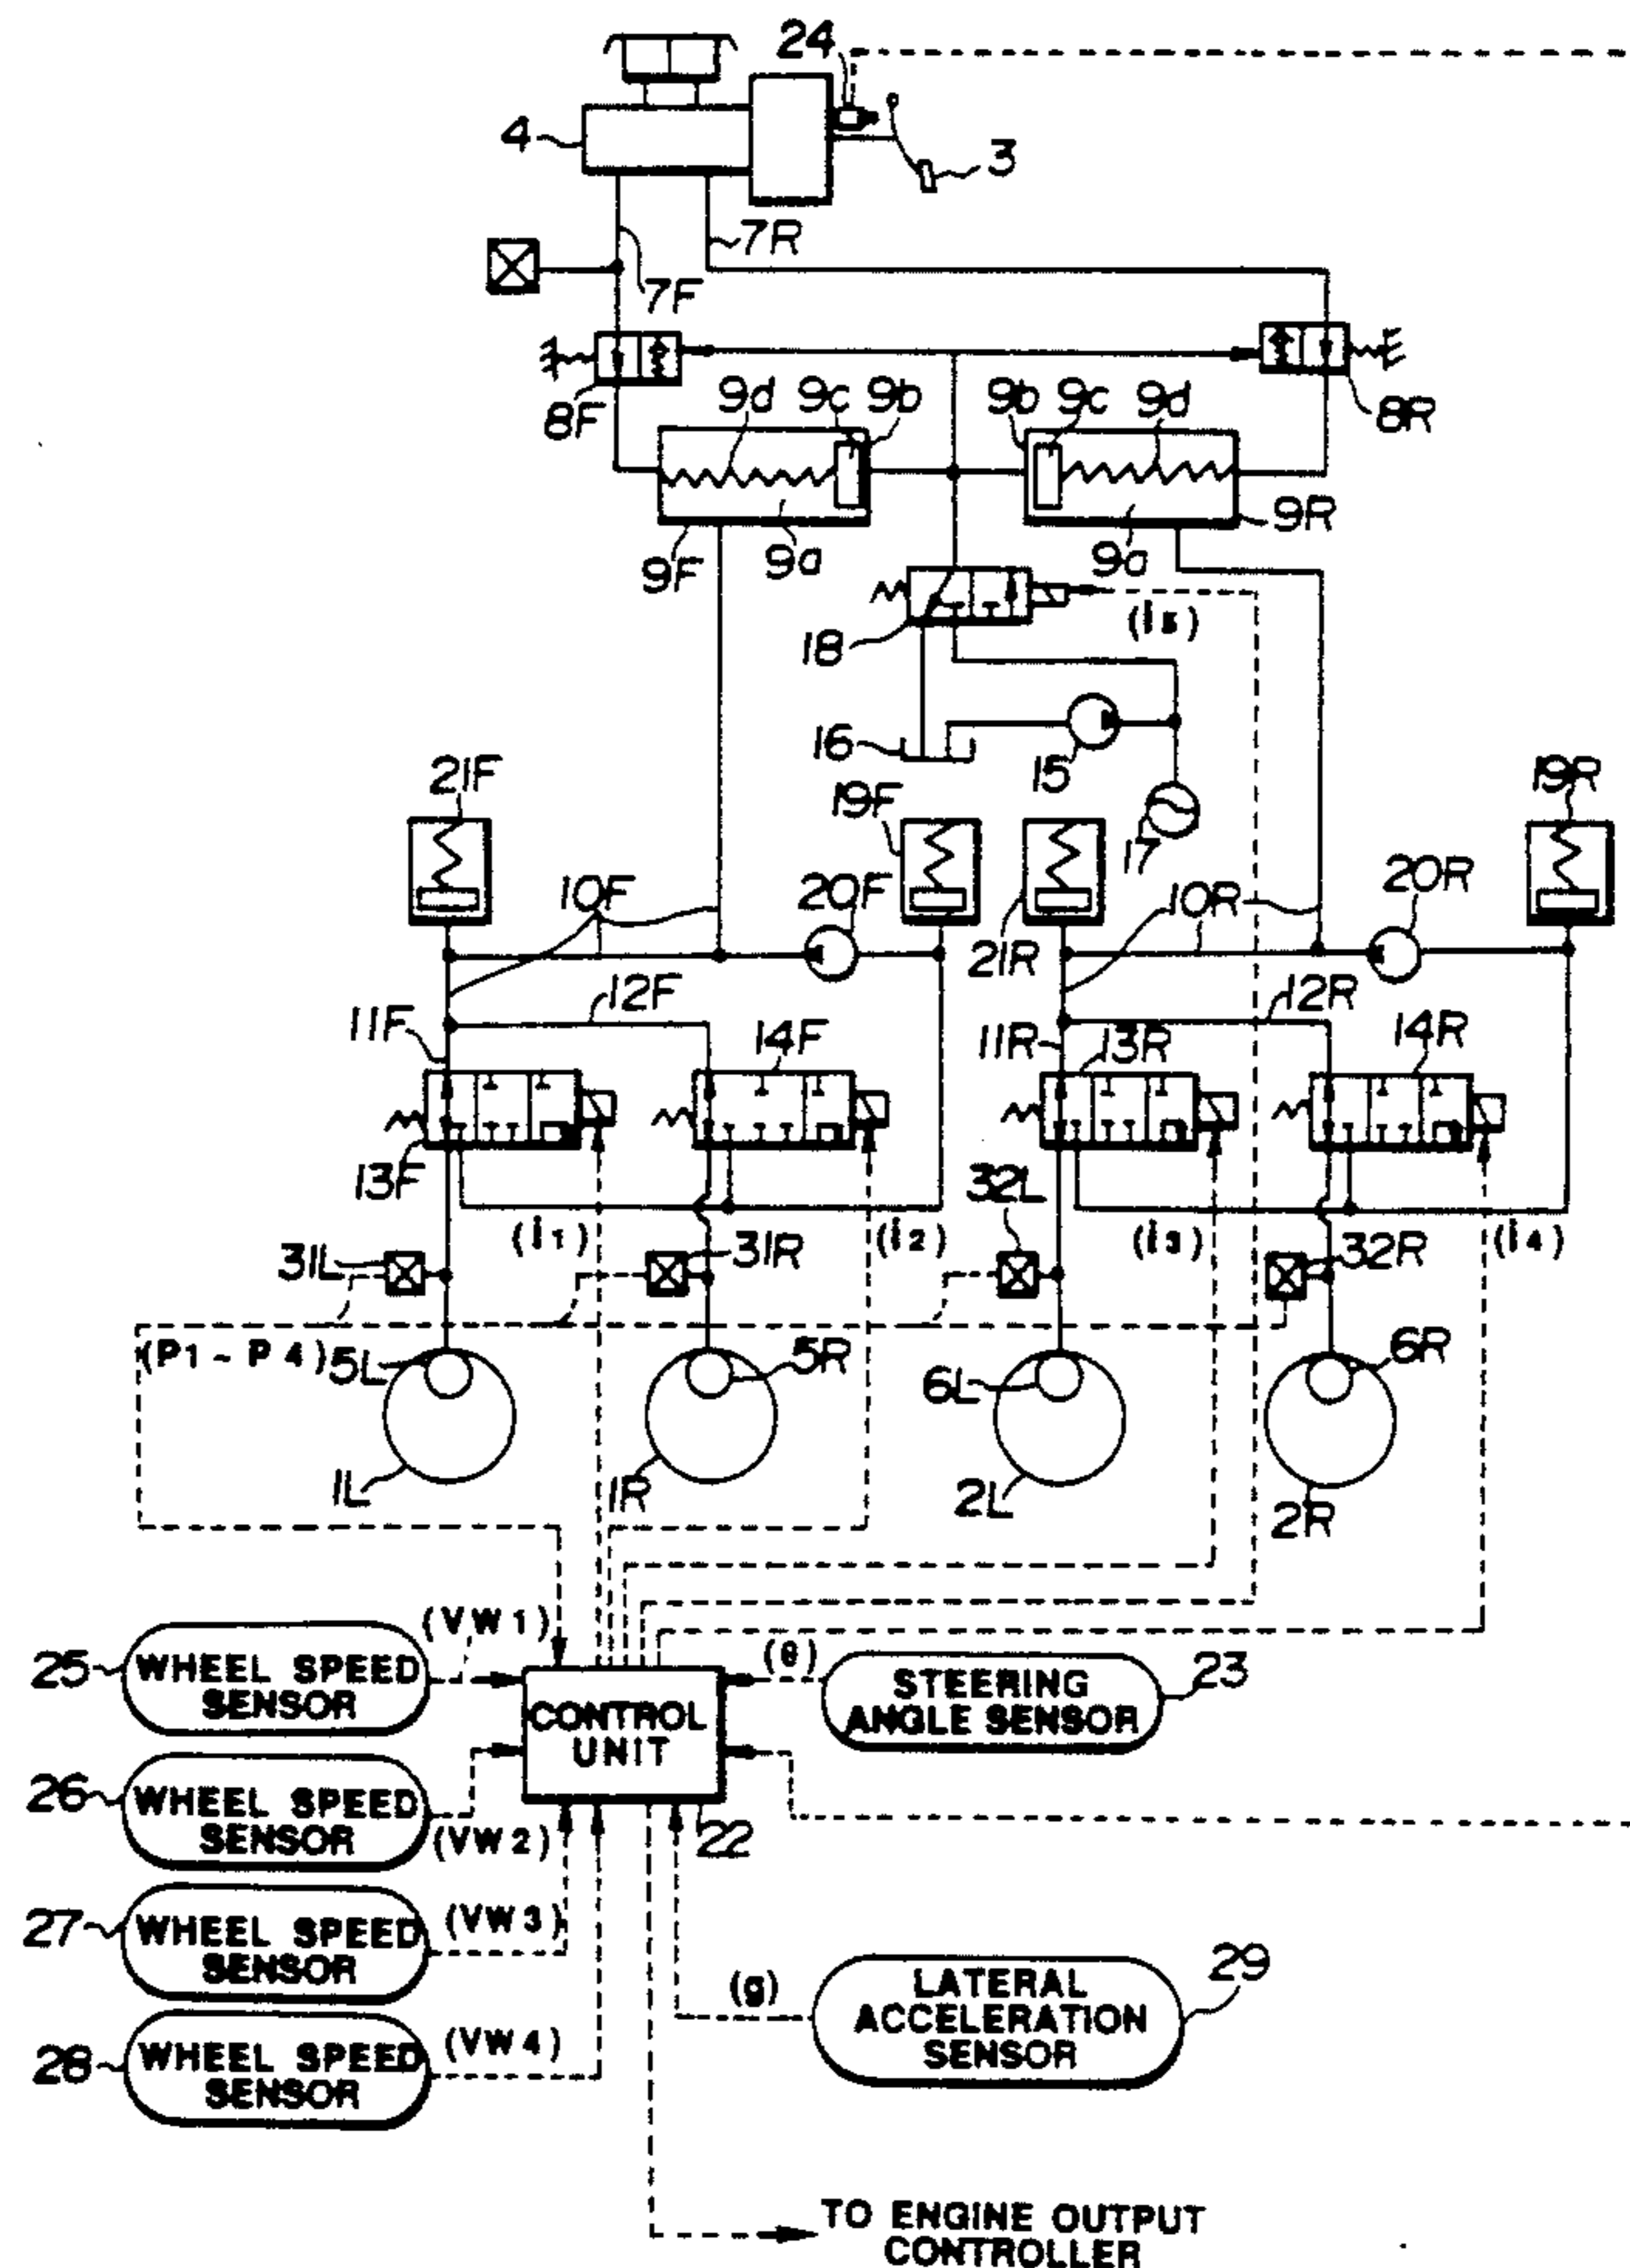 24
4
3
7R
7F
8F
9d 9c 9b
9b 9c 9d
8R
9F
9a
9a
9R
18
(i5)
16
15
17
21F
19F
19R
10F
20F
21R
10R
20R
12F
12R
11F
14F
11R
13R
14R
13F
32L
(i1)
(i2)
(i3)
(i4)
31L
31R
32R
(P1~P4)
5L
5R
6L
6R
1L
1R
2L
2R
(VW1)
(θ)
25
WHEEL SPEED
SENSOR
CONTROL
UNIT
STEERING
ANGLE SENSOR
23
26
WHEEL SPEED
SENSOR
(VW2)
22
27
WHEEL SPEED
SENSOR
(VW3)
28
WHEEL SPEED
SENSOR
(VW4)
(g)
LATERAL
ACCELERATION
SENSOR
29
TO ENGINE OUTPUT
CONTROLLER